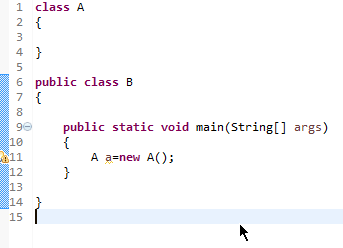 1 class A
2 {
3
4 }
5
6 public class B
7 {
8
9 public static void main(String[] args)
10 {
11 A a=new A();
12 }
13
14 }
15